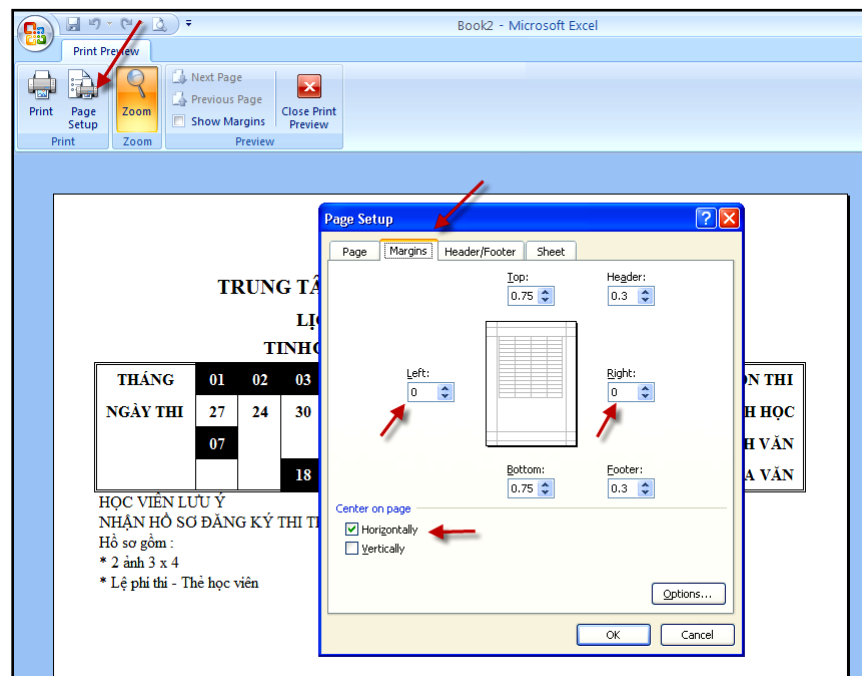 Book2 - Microsoft Excel
Print Preview
Print
Page Setup
Zoom
Next Page
Previous Page
Show Margins
Close Print Preview
Print
Zoom
Preview
Page Setup
Page Margins Header/Footer Sheet
Top: Header:
0.75 0.3
Left: Right:
0 0
Bottom: Footer:
0.75 0.3
Center on page
Horizontally
Vertically
Options...
OK Cancel
TRUNG TÂ
LỊ
TINH
THÁNG 01 02 03 ÔN THI
NGÀY THI 27 24 30 H HỌC
07 H VĂN
18 A VĂN
HỌC VIÊN LƯU Ý
NHẬN HỒ SƠ ĐĂNG KÝ THI T
Hồ sơ gồm :
* 2 ảnh 3 x 4
* Lệ phí thi - Thẻ học viên